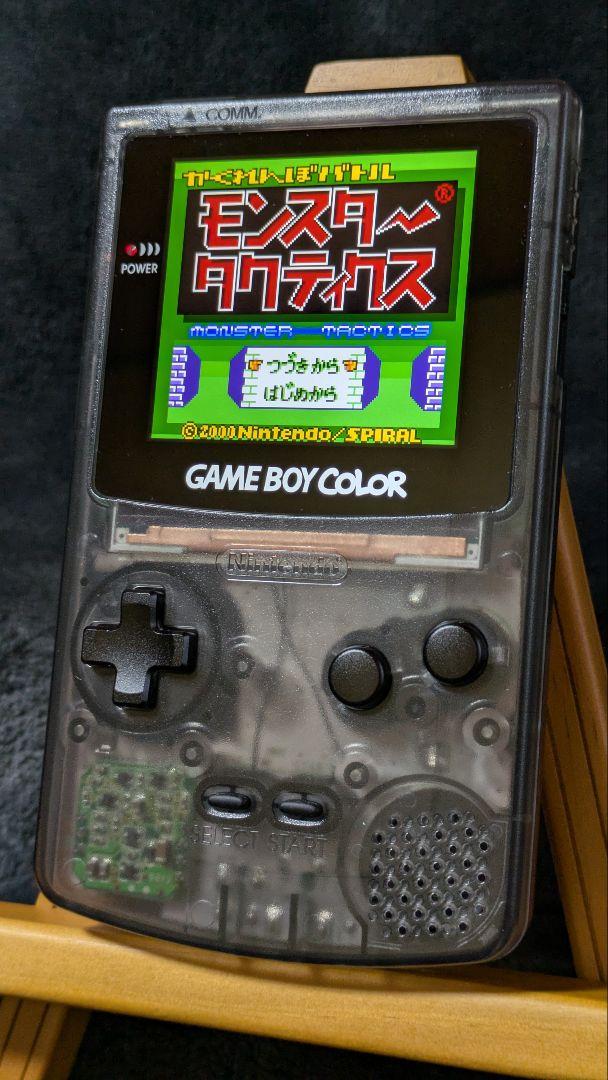 ▲ COMM.
かくれんぼバトル
モンスター®
タクティクス
POWER
MONSTER TACTICS
つづきから
はじめから
©2000Nintendo/SPIRAL
GAME BOY COLOR
Nintendo
SELECT START